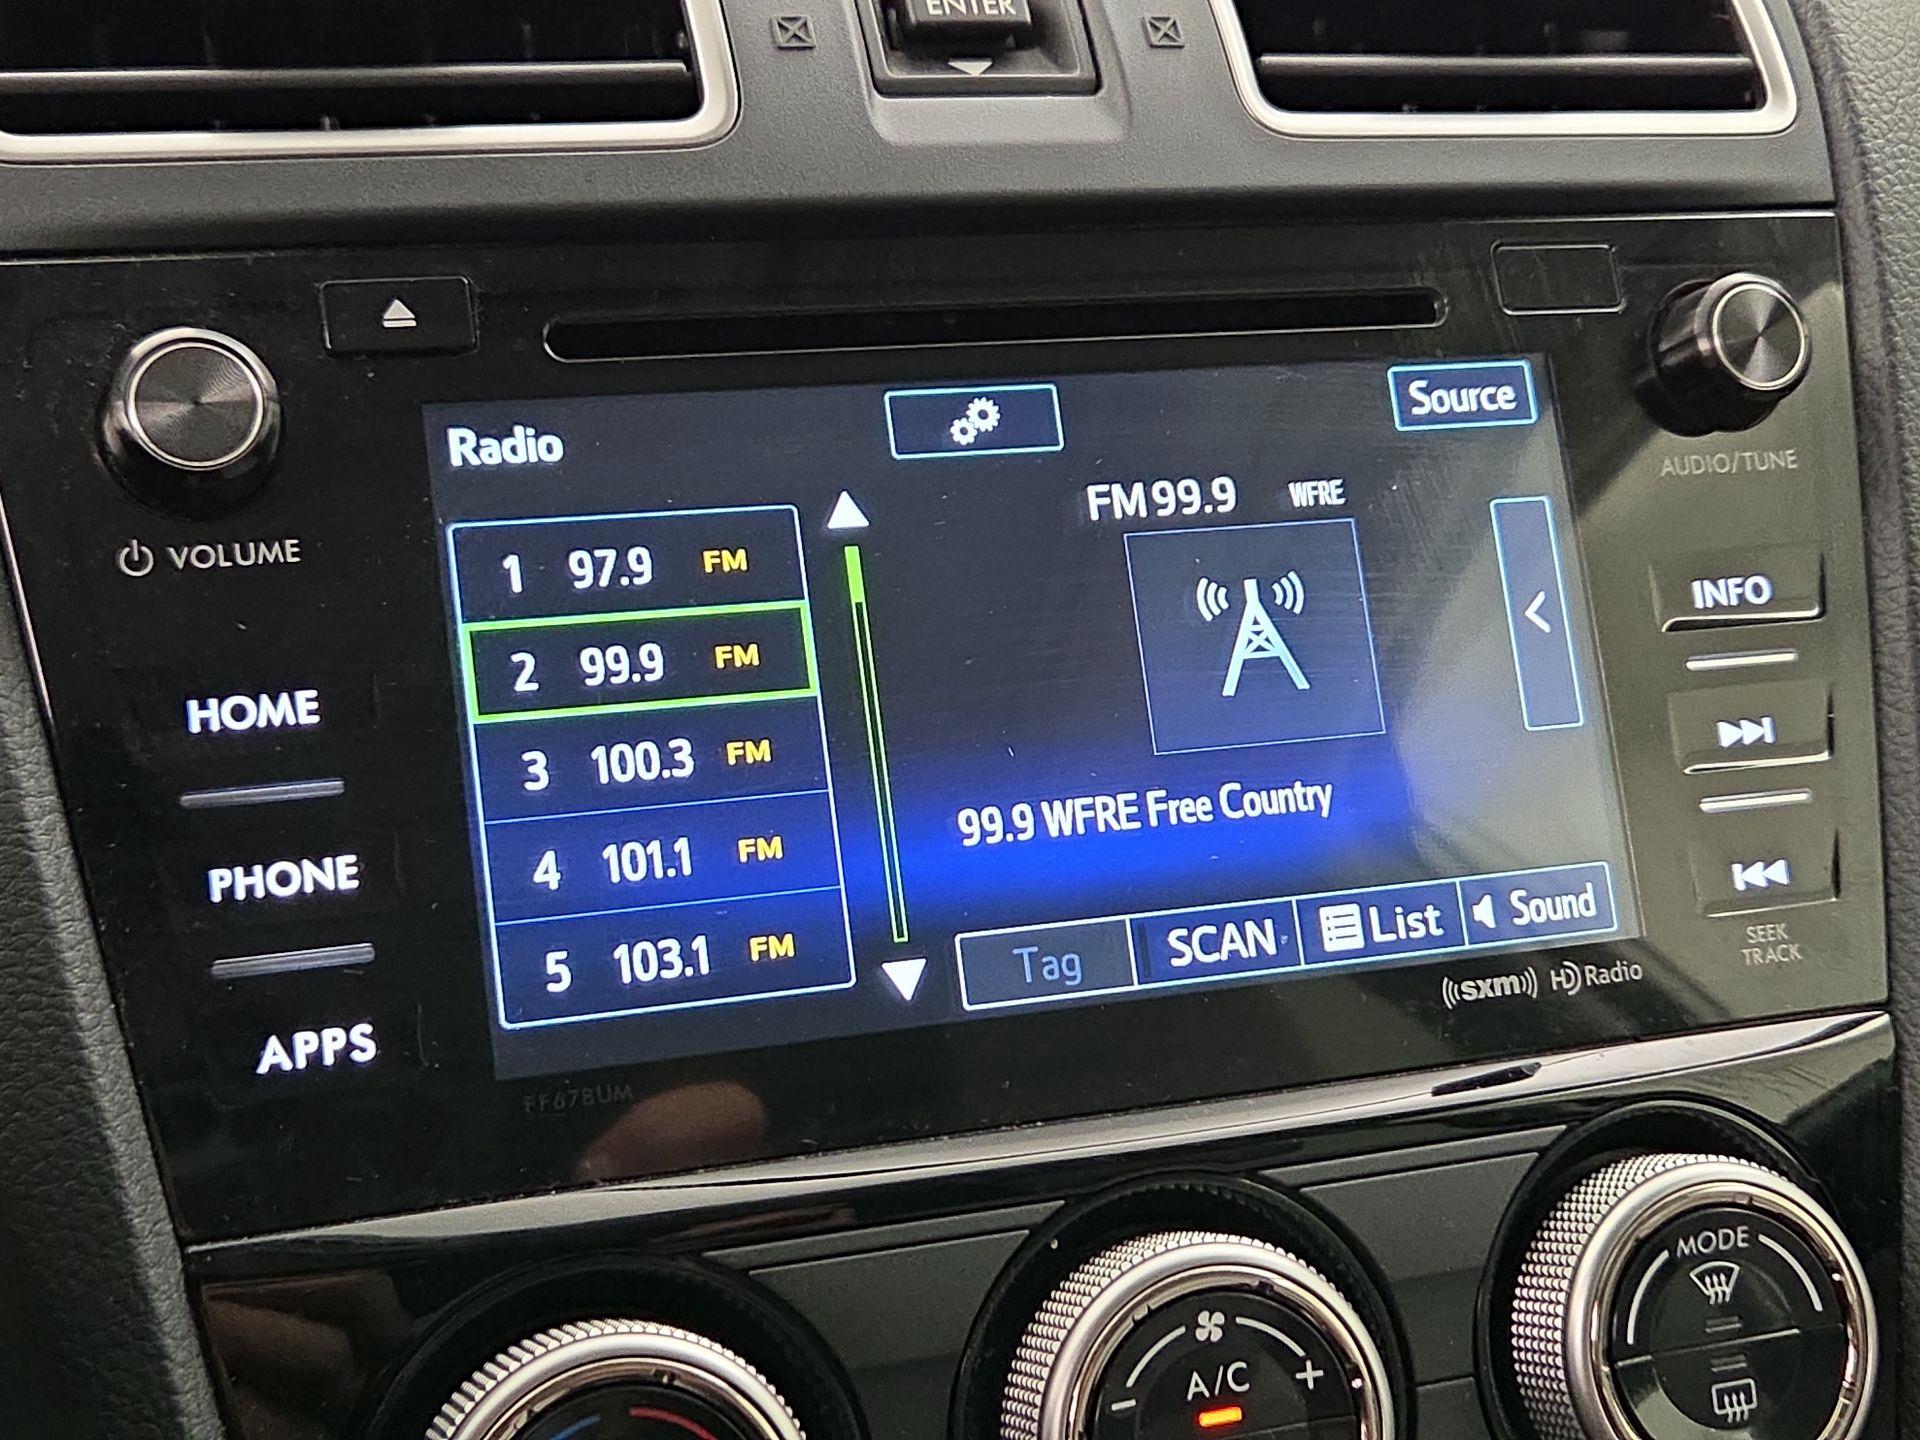 ENTER
Radio
Source
FM 99.9 WFRE
1 97.9 FM
2 99.9 FM
3 100.3 FM
4 101.1 FM
5 103.1 FM
99.9 WFRE Free Country
Tag SCAN List Sound
VOLUME
HOME
PHONE
APPS
AUDIO/TUNE
INFO
SEEK
TRACK
((sxm)) HD Radio
FF678UM
A/C
- +
MODE